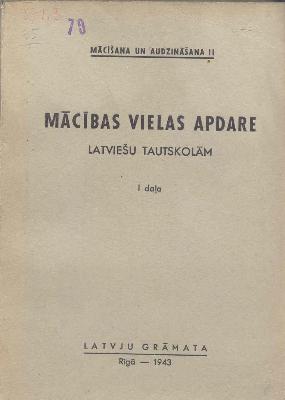 79
MĀCĪŠANA UN AUDZINĀŠANA II
MĀCĪBAS VIELAS APDARE
LATVIEŠU TAUTSKOLĀM
I daļa
LATVJU GRĀMATA
Rīgā — 1943